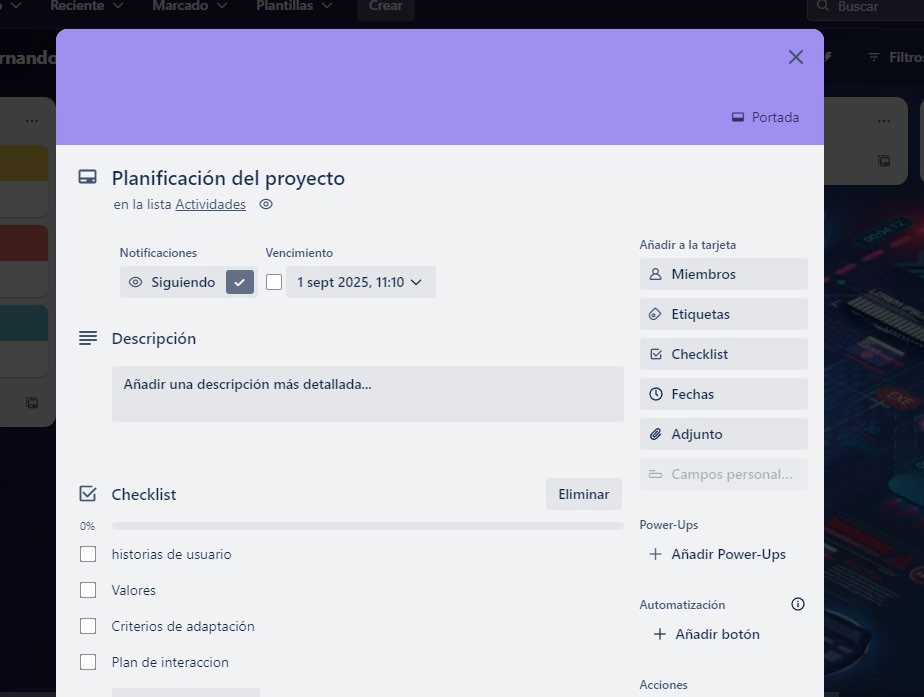 Reciente
Marcado
Plantillas
Crear
Buscar
rnando
Filtros
Portada
Planificación del proyecto
en la lista Actividades
Notificaciones
Vencimiento
Siguiendo
1 sept 2025, 11:10
Descripción
Añadir una descripción más detallada...
Checklist
Eliminar
0%
historias de usuario
Valores
Criterios de adaptación
Plan de interaccion
Añadir a la tarjeta
Miembros
Etiquetas
Checklist
Fechas
Adjunto
Campos personal...
Power-Ups
Añadir Power-Ups
Automatización
Añadir botón
Acciones
EXE